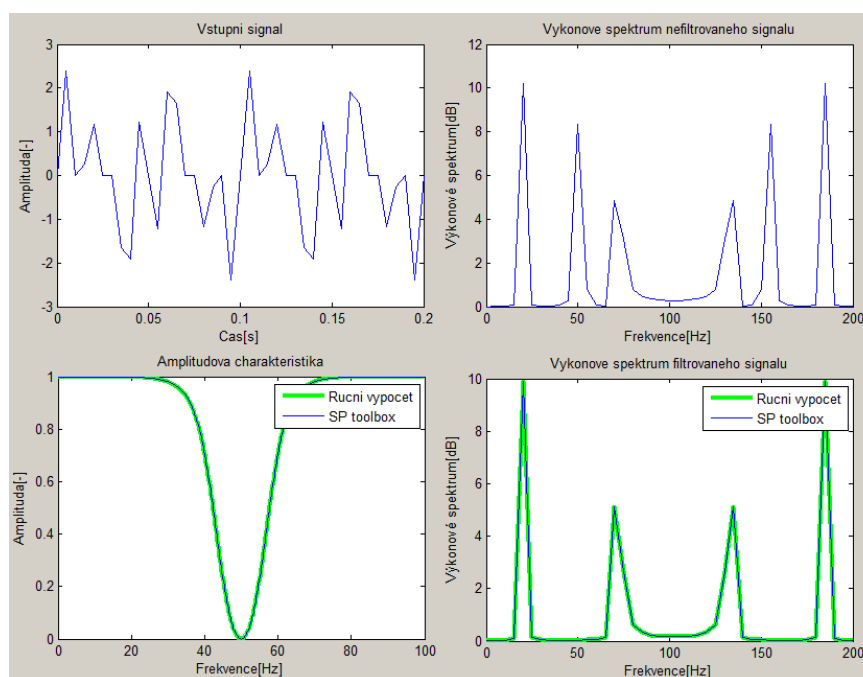 Vstupni signal
3
2
1
0
-1
-2
-3
Amplituda[-]
0
0.05
0.1
0.15
0.2
Cas[s]
Vykonove spektrum nefiltrovaneho signalu
12
10
8
6
4
2
0
Výkonové spektrum[dB]
0
50
100
150
200
Frekvence[Hz]
Amplitudova charakteristika
1
0.8
0.6
0.4
0.2
0
Amplituda[-]
Rucni vypocet
SP toolbox
0
20
40
60
80
100
Frekvence[Hz]
Vykonove spektrum filtrovaneho signalu
10
8
6
4
2
0
Výkonové spektrum[dB]
Rucni vypocet
SP toolbox
0
50
100
150
200
Frekvence[Hz]